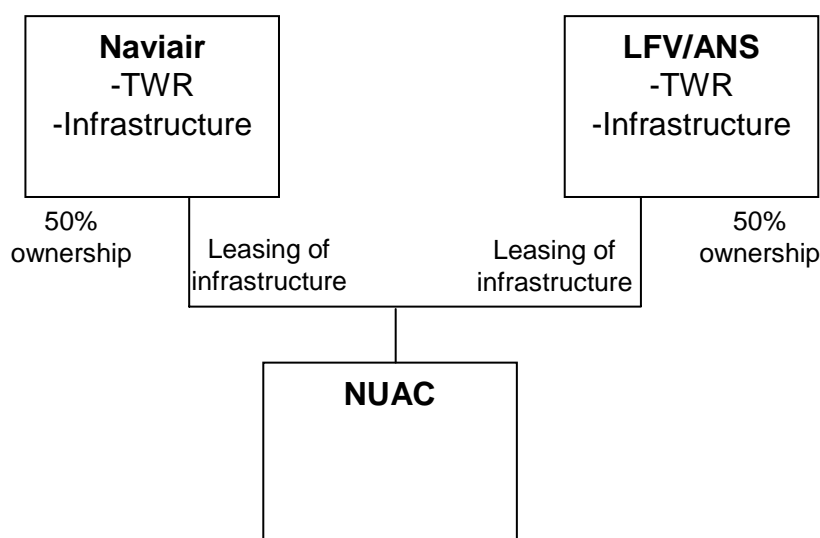 Naviair
-TWR
-Infrastructure
LFV/ANS
-TWR
-Infrastructure
50%
ownership
Leasing of
infrastructure
Leasing of
infrastructure
50%
ownership
NUAC